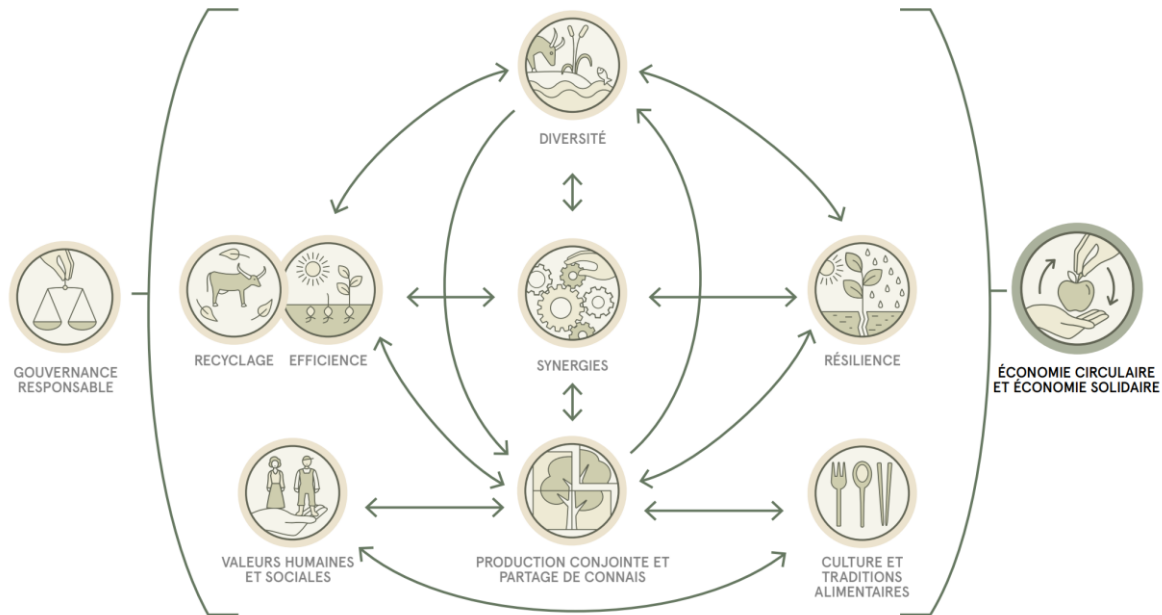 DIVERSITÉ
RECYCLAGE
EFFICIENCE
SYNERGIES
RÉSILIENCE
GOUVERNANCE
RESPONSABLE
ÉCONOMIE CIRCULAIRE
ET ÉCONOMIE SOLIDAIRE
VALEURS HUMAINES
ET SOCIALES
PRODUCTION CONJOINTE ET
PARTAGE DE CONNAIS
CULTURE ET
TRADITIONS
ALIMENTAIRES